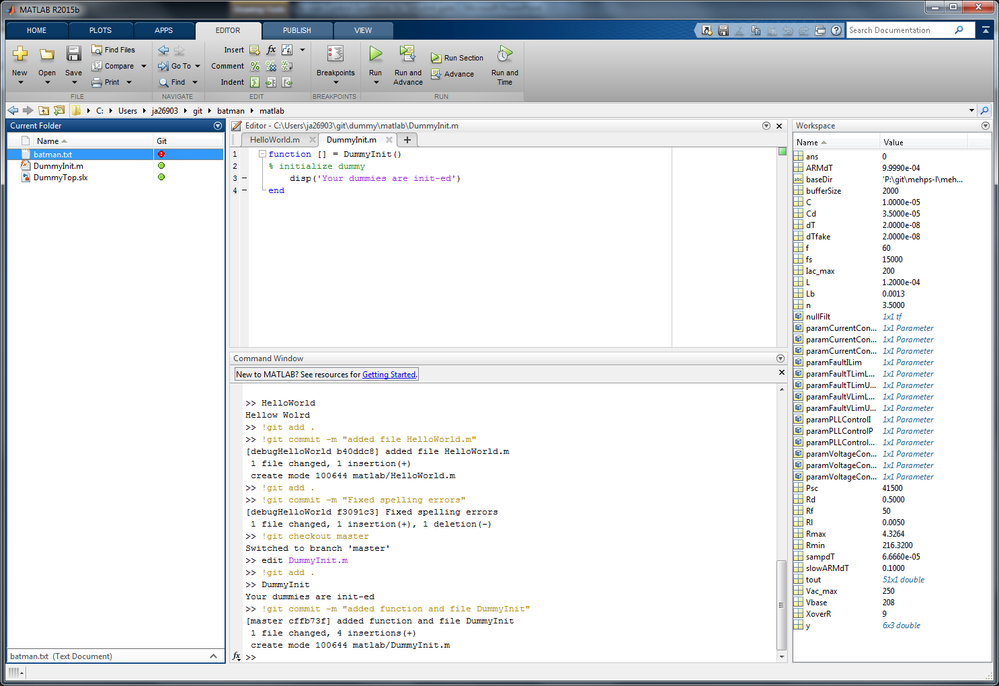 MATLAB R2015b
HOME PLOTS APPS EDITOR PUBLISH VIEW
Search Documentation
New Open Save
Find Files
Compare
Print
FILE
Go To
Find
NAVIGATE
Insert
Comment
Indent
EDIT
Breakpoints
BREAKPOINTS
Run
Run and Advance
Run Section
Advance
Run and Time
RUN
C: Users ja26903 git batman matlab
Current Folder
Name Git
batman.txt
DummyInit.m
DummyTop.slx
batman.txt (Text Document)
Editor - C:\Users\ja26903\git\dummy\matlab\DummyInit.m
HelloWorld.m DummyInit.m
1 function [] = DummyInit()
2 % initialize dummy
3 – disp('Your dummies are init-ed')
4 – end
Command Window
New to MATLAB? See resources for Getting Started.
>> HelloWorld
Hellow Wolrd
>> !git add .
>> !git commit -m "added file HelloWorld.m"
[debugHelloWorld b40ddc8] added file HelloWorld.m
1 file changed, 1 insertion(+)
create mode 100644 matlab/HelloWorld.m
>> !git add .
>> !git commit -m "Fixed spelling errors"
[debugHelloWorld f3091c3] Fixed spelling errors
1 file changed, 1 insertion(+), 1 deletion(-)
>> !git checkout master
Switched to branch 'master'
>> edit DummyInit.m
>> !git add .
>> DummyInit
Your dummies are init-ed
>> !git commit -m "added function and file DummyInit"
[master cffb73f] added function and file DummyInit
1 file changed, 4 insertions(+)
create mode 100644 matlab/DummyInit.m
fx >>
Workspace
Name Value
ans 0
ARMdT 9.9990e-04
baseDir 'P:\git\mehps-I\meh...
bufferSize 2000
C 1.0000e-05
Cd 3.5000e-05
dT 2.0000e-08
dTfake 2.0000e-08
f 60
fs 15000
Iac_max 200
L 1.2000e-04
Lb 0.0013
n 3.5000
nullFilt 1x1 tf
paramCurrentCon... 1x1 Parameter
paramCurrentCon... 1x1 Parameter
paramCurrentCon... 1x1 Parameter
paramFaultILim 1x1 Parameter
paramFaultTLimL... 1x1 Parameter
paramFaultTLimU... 1x1 Parameter
paramFaultVLimL... 1x1 Parameter
paramFaultVLimU... 1x1 Parameter
paramPLLControlI 1x1 Parameter
paramPLLControlP 1x1 Parameter
paramPLLControl... 1x1 Parameter
paramVoltageCon... 1x1 Parameter
paramVoltageCon... 1x1 Parameter
paramVoltageCon... 1x1 Parameter
Psc 41500
Rd 0.5000
Rf 50
Rl 0.0050
Rmax 4.3264
Rmin 216.3200
sampdT 6.6660e-05
slowARMdT 0.1000
tout 51x1 double
Vac_max 250
Vbase 208
XoverR 9
y 6x3 double